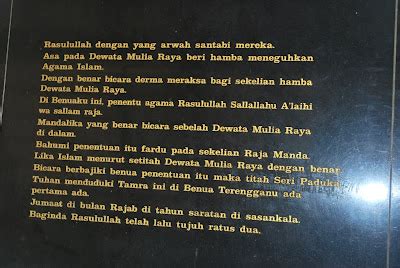 Rasulullah dengan yang arwah santabi mereka.
Asa pada Dewata Mulia Raya beri hamba meneguhkan
Agama Islam.
Dengan benar bicara derma meraksa bagi sekelian hamba
Dewata Mulia Raya.
Di Benuaku ini, penentu agama Rasulullah Sallallahu A'laihi
wa sallam raja.
Mandalika yang benar bicara sebelah Dewata Mulia Raya
di dalam.
Bahumi penentuan itu fardu pada sekelian Raja Manda.
Lika Islam menurut setitah Dewata Mulia Raya dengan benar.
Bicara berbajiki benua penentuan itu maka titah Seri Paduka
Tuhan menduduki Tamra ini di Benua Terengganu ada
pertama ada.
Jumaat di bulan Rajab di tahun saratan di sasankala.
Baginda Rasulullah telah lalu tujuh ratus dua.